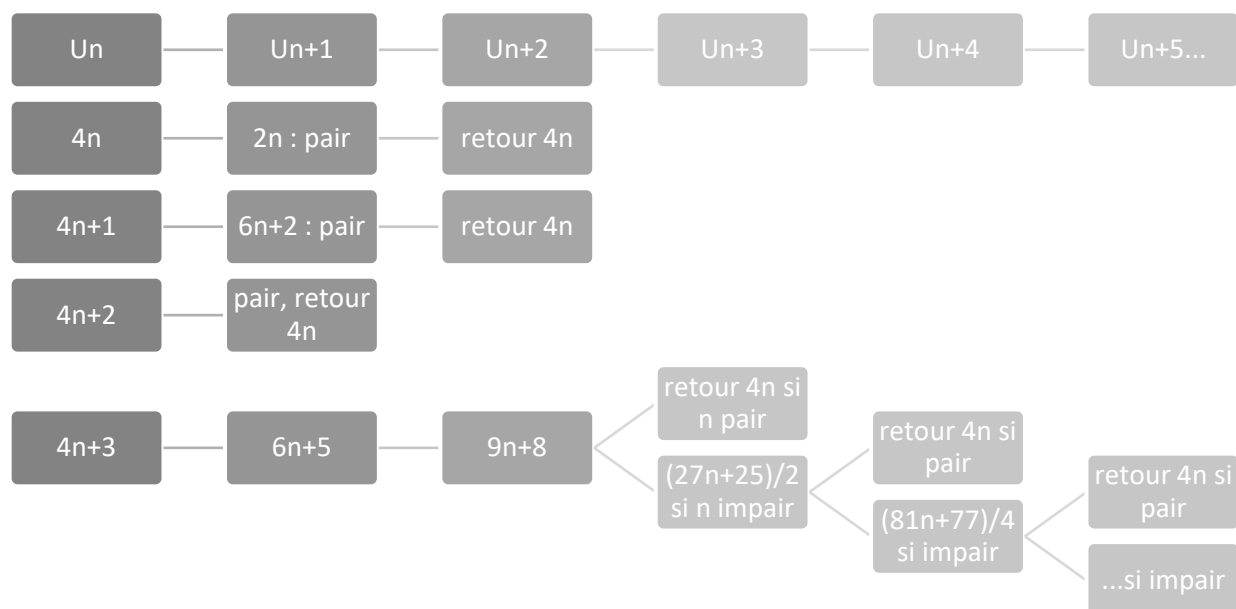 Un
Un+1
Un+2
Un+3
Un+4
Un+5...
4n
2n : pair
retour 4n
4n+1
6n+2 : pair
retour 4n
4n+2
pair, retour
4n
4n+3
6n+5
9n+8
retour 4n si
n pair
(27n+25)/2
si n impair
retour 4n si
pair
(81n+77)/4
si impair
retour 4n si
pair
...si impair